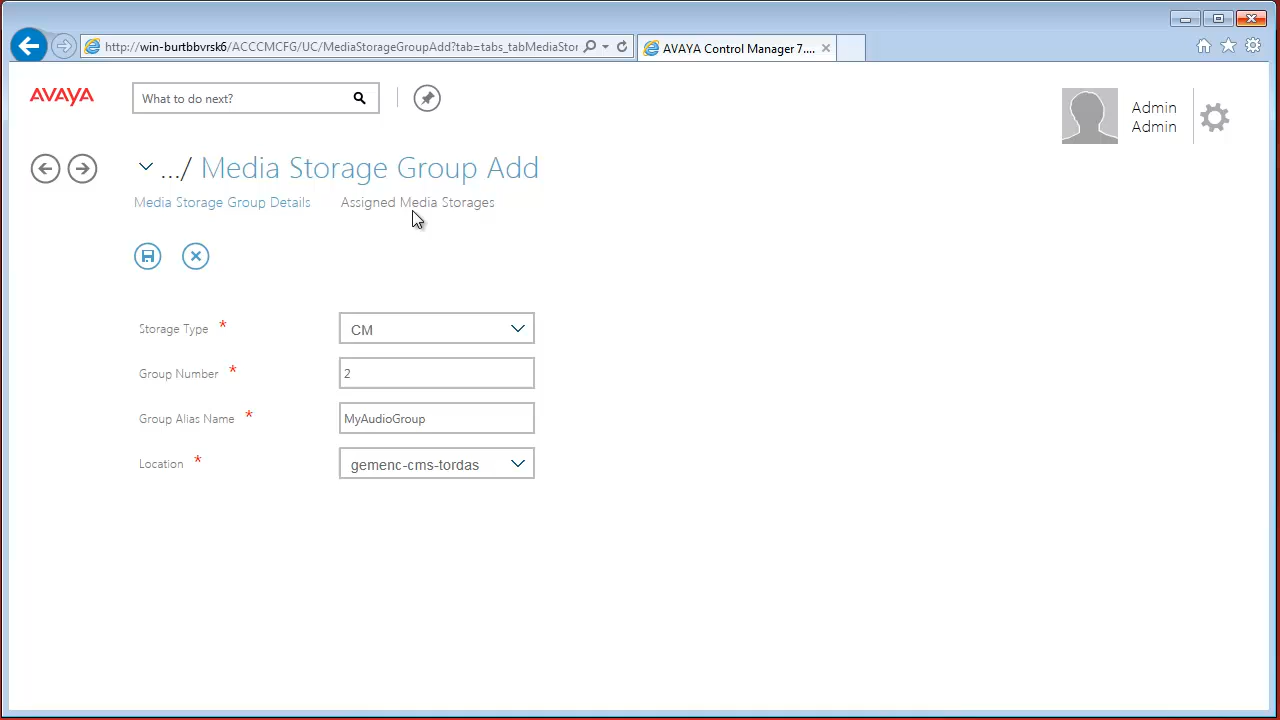 http://win-burtbbvrsk6/ACCCMCFG/UC/MediaStorageGroupAdd?tab=tabs_tabMediaStor
AVAYA Control Manager 7....
AVAYA
What to do next?
Admin
Admin
.../ Media Storage Group Add
Media Storage Group Details
Assigned Media Storages
Storage Type *
CM
Group Number *
2
Group Alias Name *
MyAudioGroup
Location *
gemenc-cms-tordas